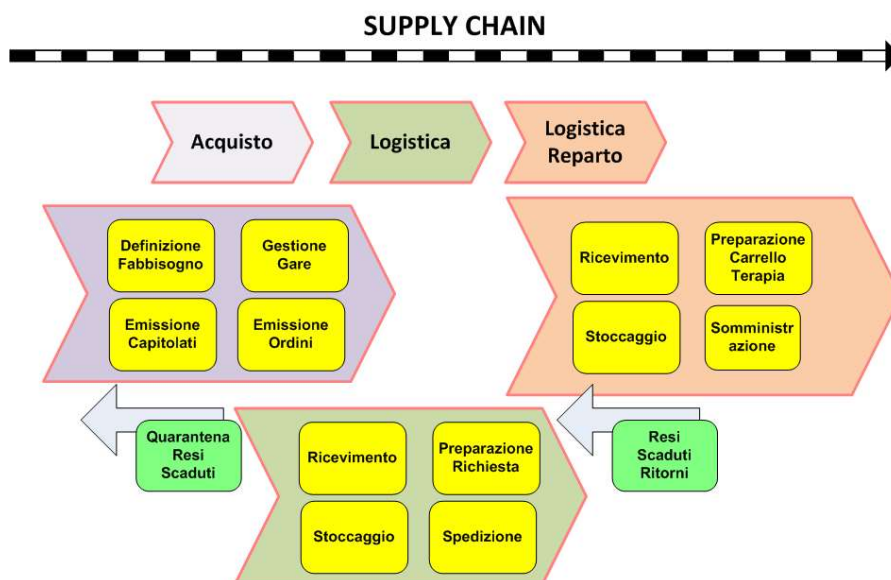 SUPPLY CHAIN
Acquisto
Logistica
Logistica
Reparto
Definizione
Fabbisogno
Gestione
Gare
Emissione
Capitolati
Emissione
Ordini
Ricevimento
Preparazione
Carrello
Terapia
Stoccaggio
Somministr
azione
Quarantena
Resi
Scaduti
Ricevimento
Preparazione
Richiesta
Stoccaggio
Spedizione
Resi
Scaduti
Ritorni